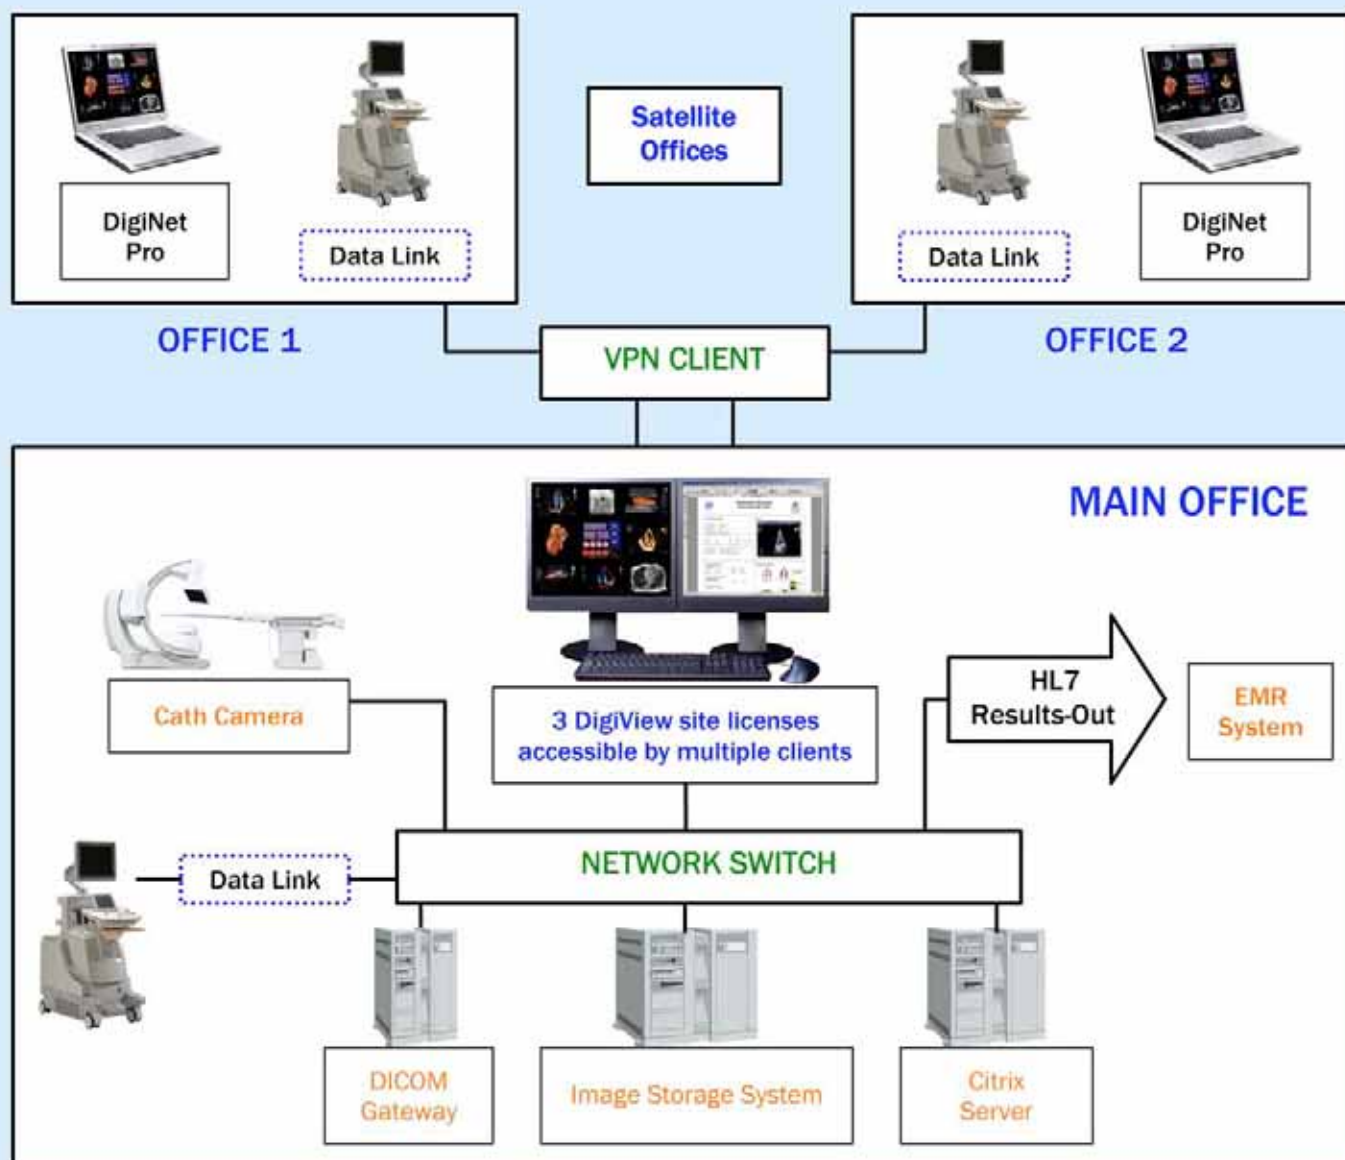 DigiNet
Pro
Data Link
Satellite
Offices
Data Link
DigiNet
Pro
OFFICE 1
VPN CLIENT
OFFICE 2
MAIN OFFICE
Cath Camera
3 DigiView site licenses
accessible by multiple clients
HL7
Results-Out
EMR
System
Data Link
NETWORK SWITCH
DICOM
Gateway
Image Storage System
Citrix
Server